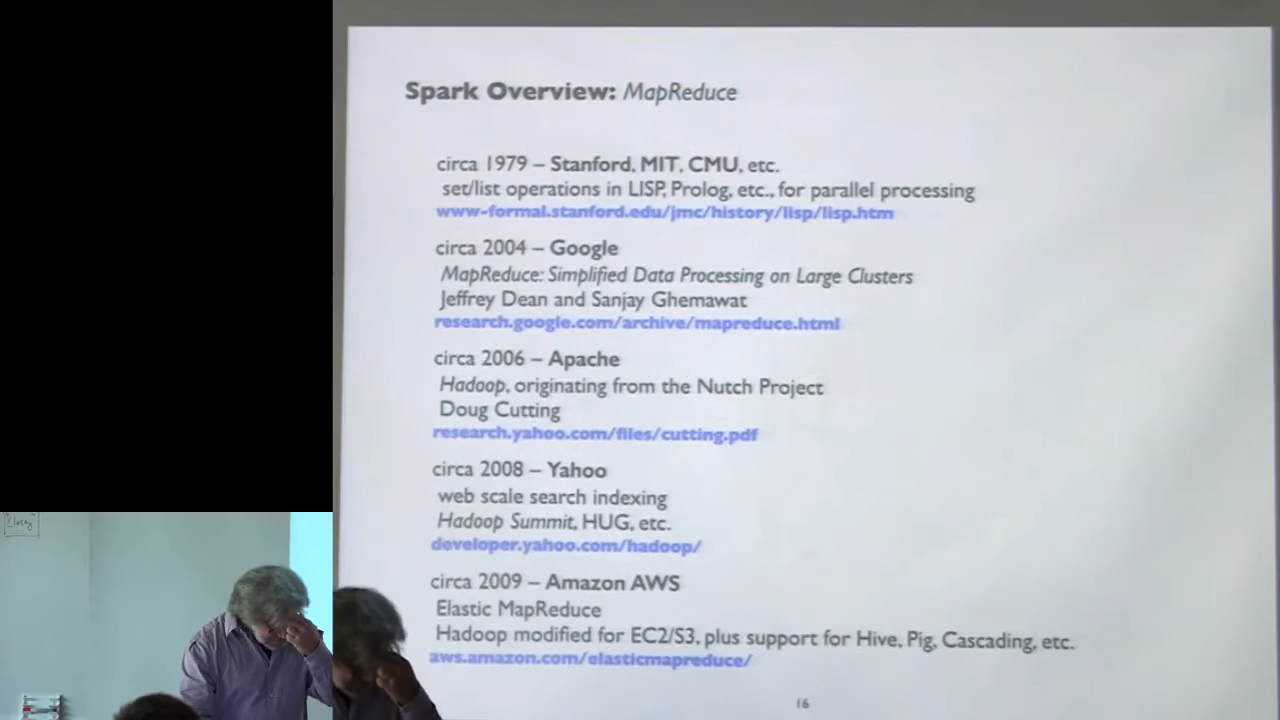 Spark Overview: MapReduce
circa 1979 – Stanford, MIT, CMU, etc.
set/list operations in LISP, Prolog, etc., for parallel processing
www-formal.stanford.edu/jmc/history/lisp/lisp.htm
circa 2004 – Google
MapReduce: Simplified Data Processing on Large Clusters
Jeffrey Dean and Sanjay Ghemawat
research.google.com/archive/mapreduce.html
circa 2006 – Apache
Hadoop, originating from the Nutch Project
Doug Cutting
research.yahoo.com/files/cutting.pdf
circa 2008 – Yahoo
web scale search indexing
Hadoop Summit, HUG, etc.
developer.yahoo.com/hadoop/
circa 2009 – Amazon AWS
Elastic MapReduce
Hadoop modified for EC2/S3, plus support for Hive, Pig, Cascading, etc.
aws.amazon.com/elasticmapreduce/
16